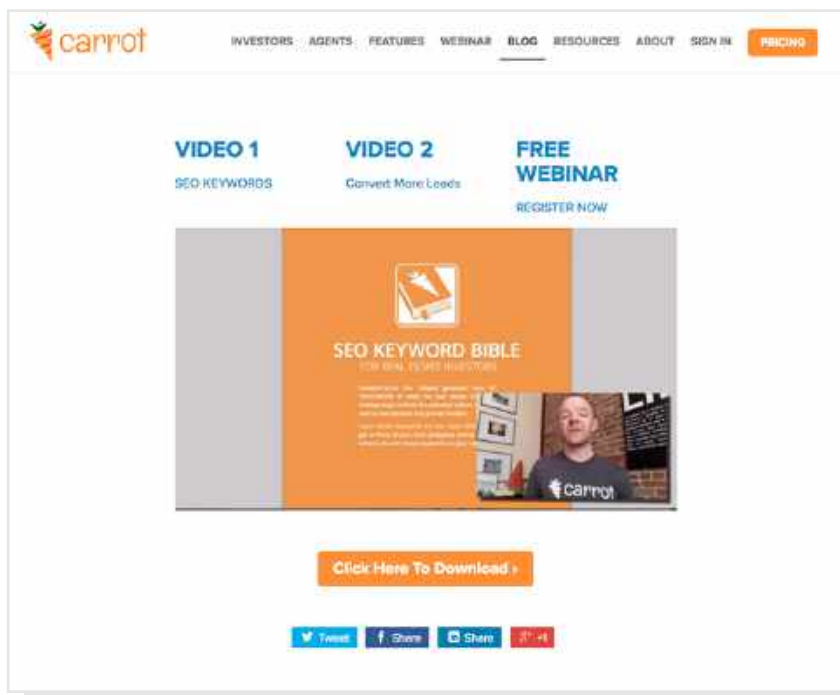 carrot
INVESTORS AGENTS FEATURES WEBINAR BLOG RESOURCES ABOUT SIGN IN PRICING
VIDEO 1
SEO KEYWORDS
VIDEO 2
Convert More Leads
FREE
WEBINAR
REGISTER NOW
SEO KEYWORD BIBLE
FOR REAL ESTATE INVESTORS
carrot
Click Here To Download ›
Tweet
Share
Share
+1